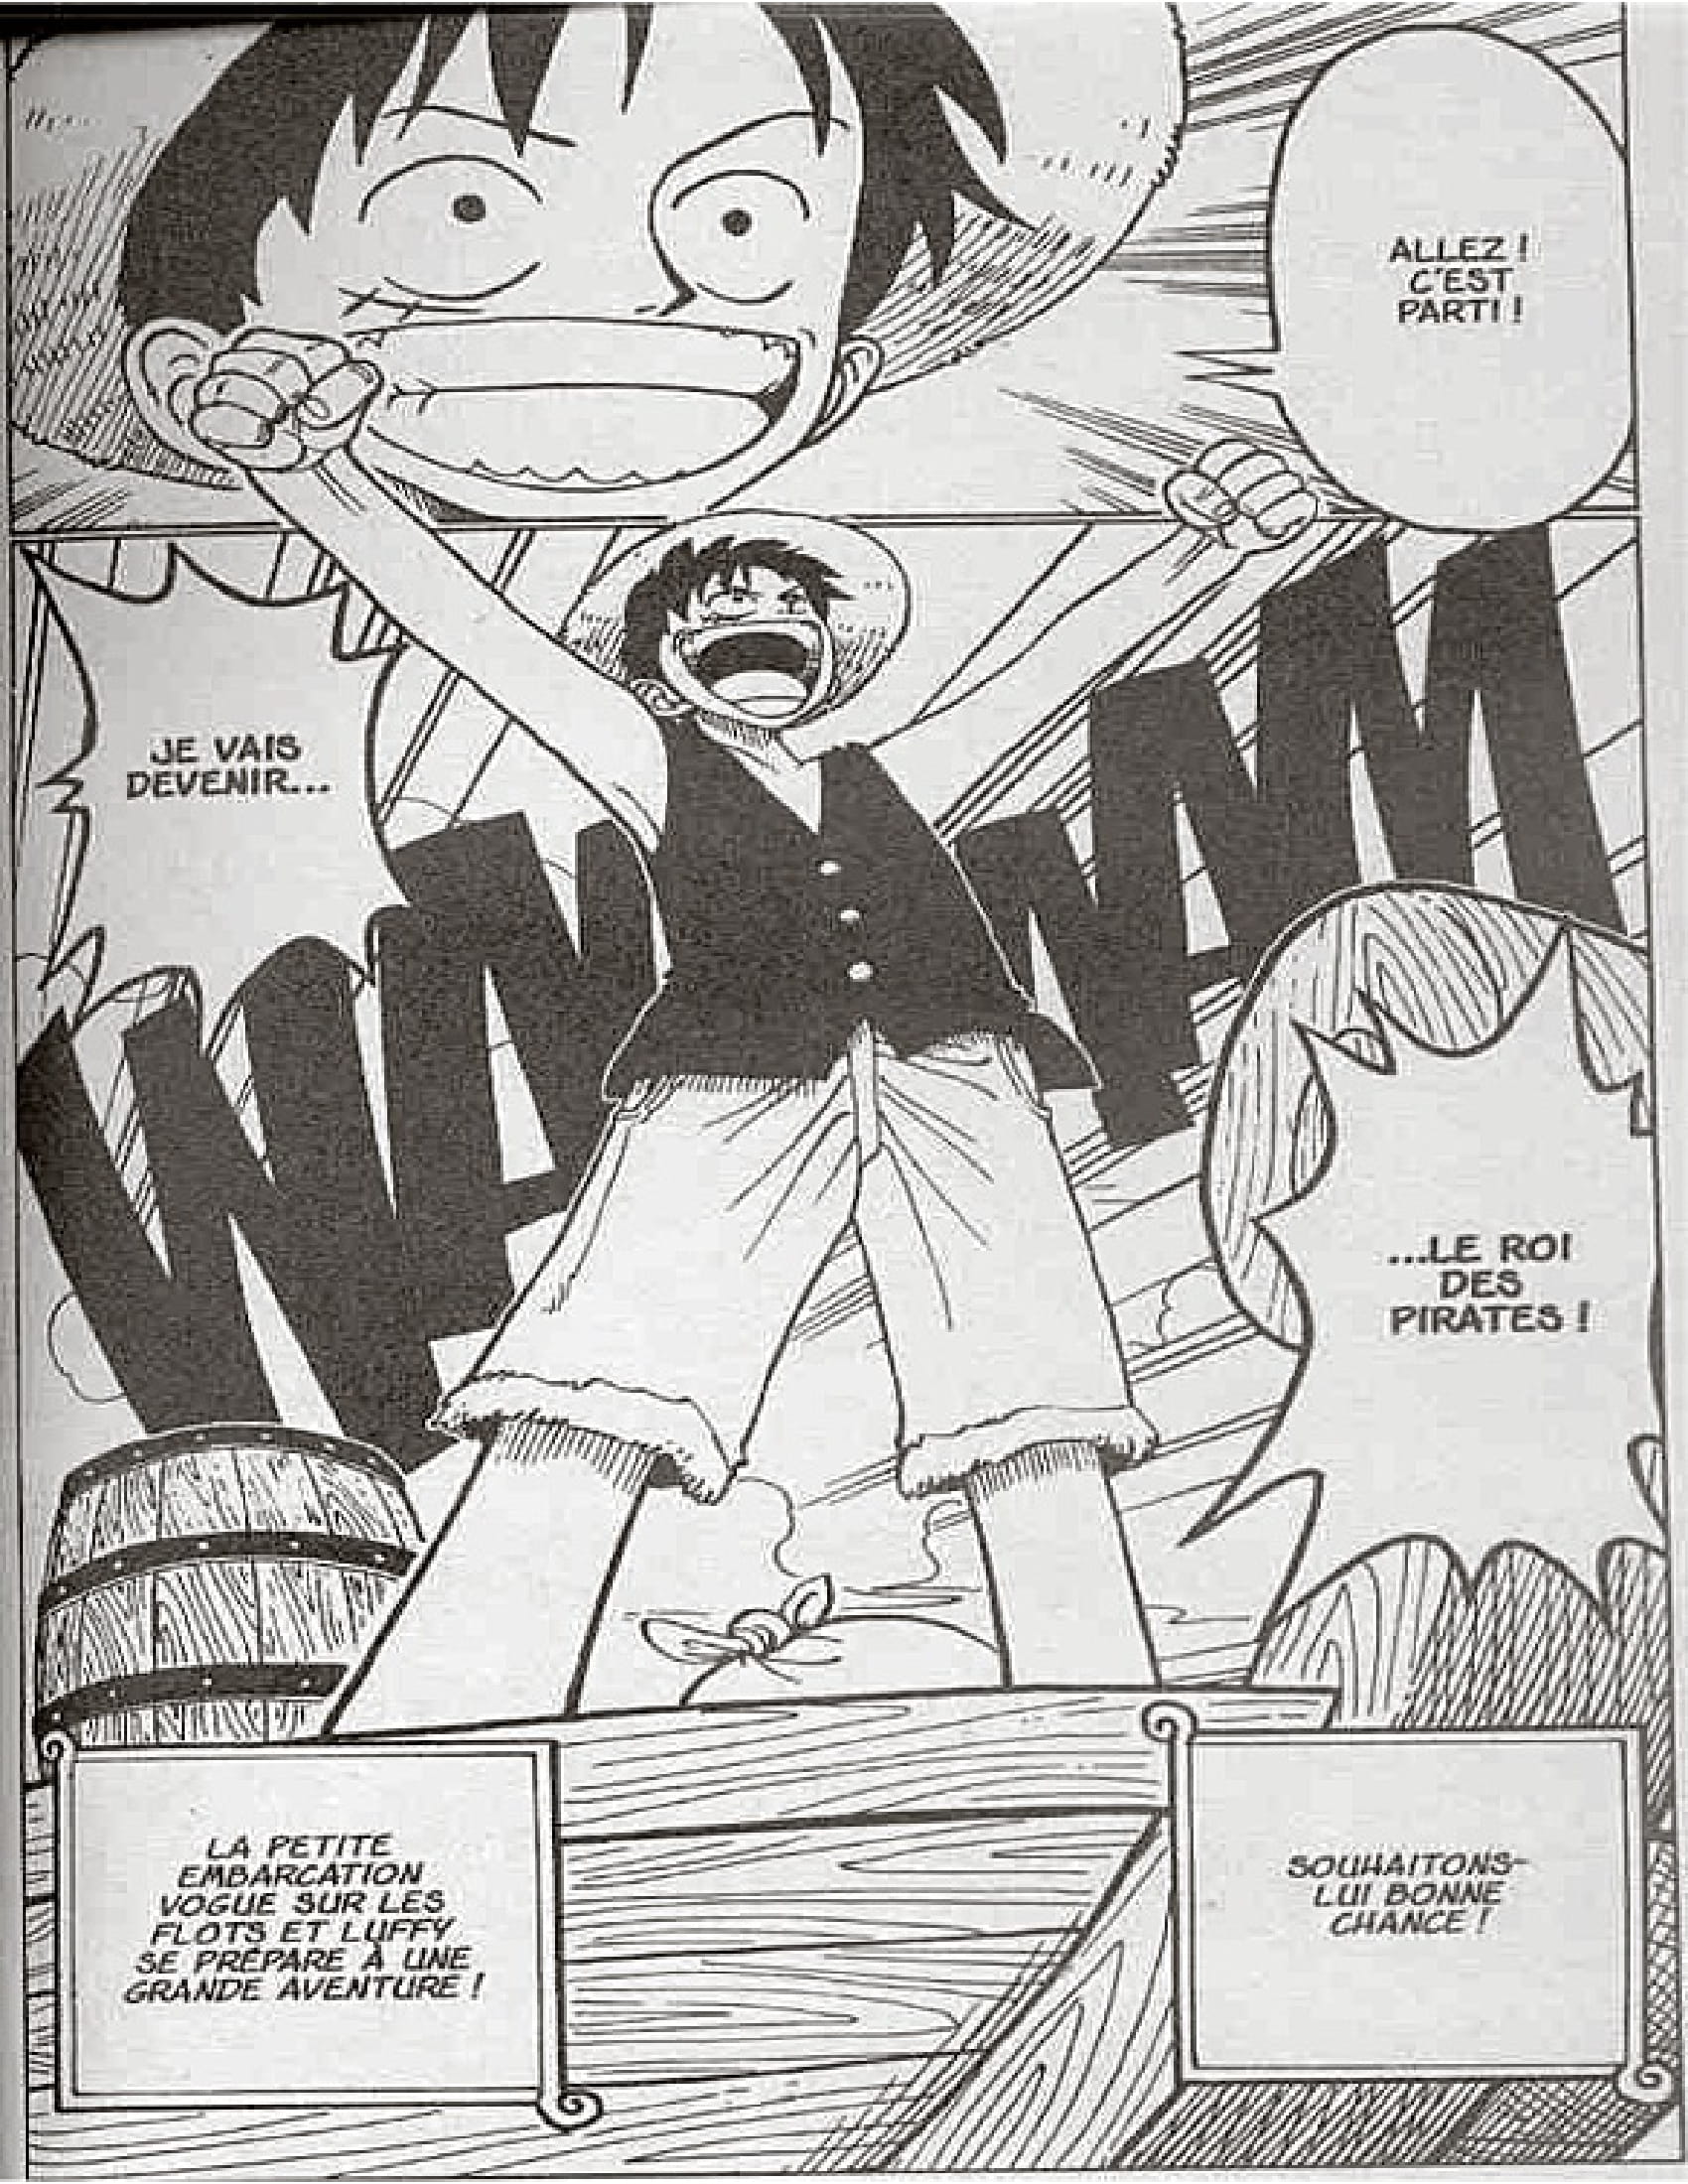 ALLEZ !
C'EST
PARTI !
JE VAIS
DEVENIR...
...LE ROI
DES
PIRATES !
LA PETITE
EMBARCATION
VOGUE SUR LES
FLOTS ET LUFFY
SE PRÉPARE À UNE
GRANDE AVENTURE !
SOUHAITONS-
LUI BONNE
CHANCE !